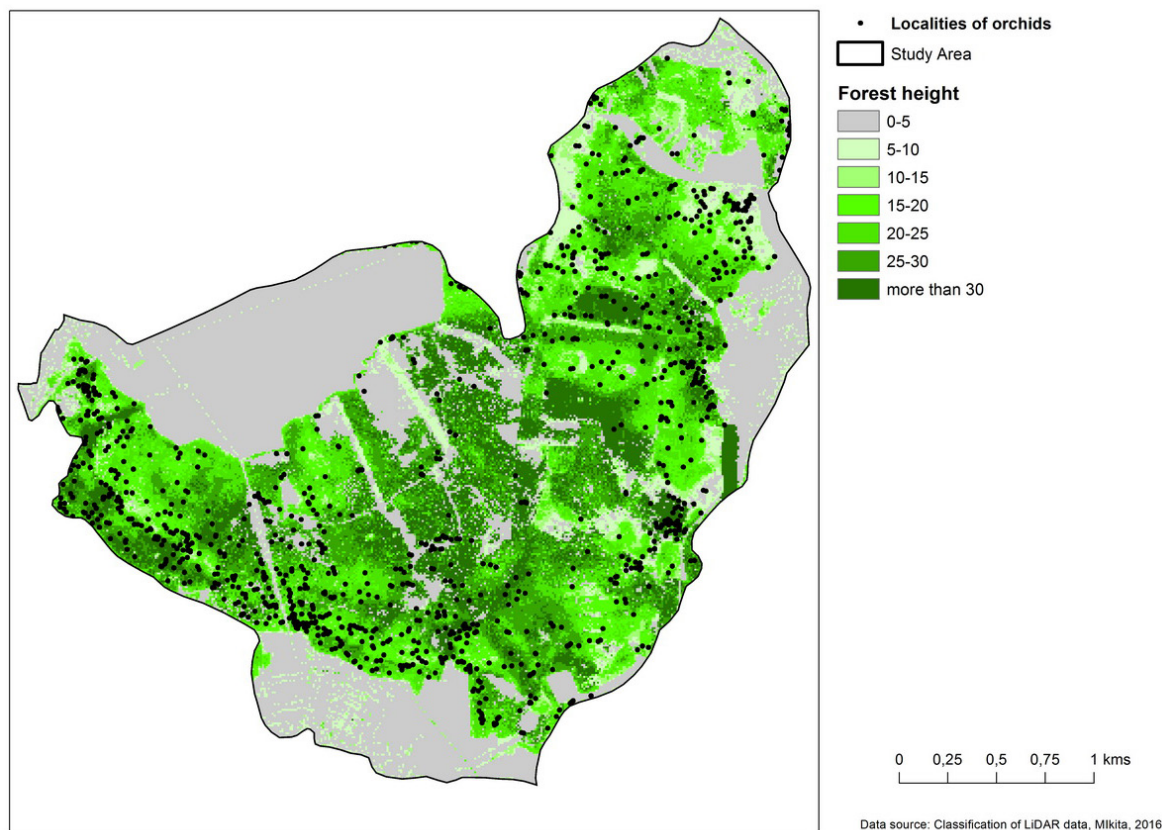 Localities of orchids
Study Area
Forest height
0-5
5-10
10-15
15-20
20-25
25-30
more than 30
0 0,25 0,5 0,75 1 kms
Data source: Classification of LiDAR data, MIkita, 2016